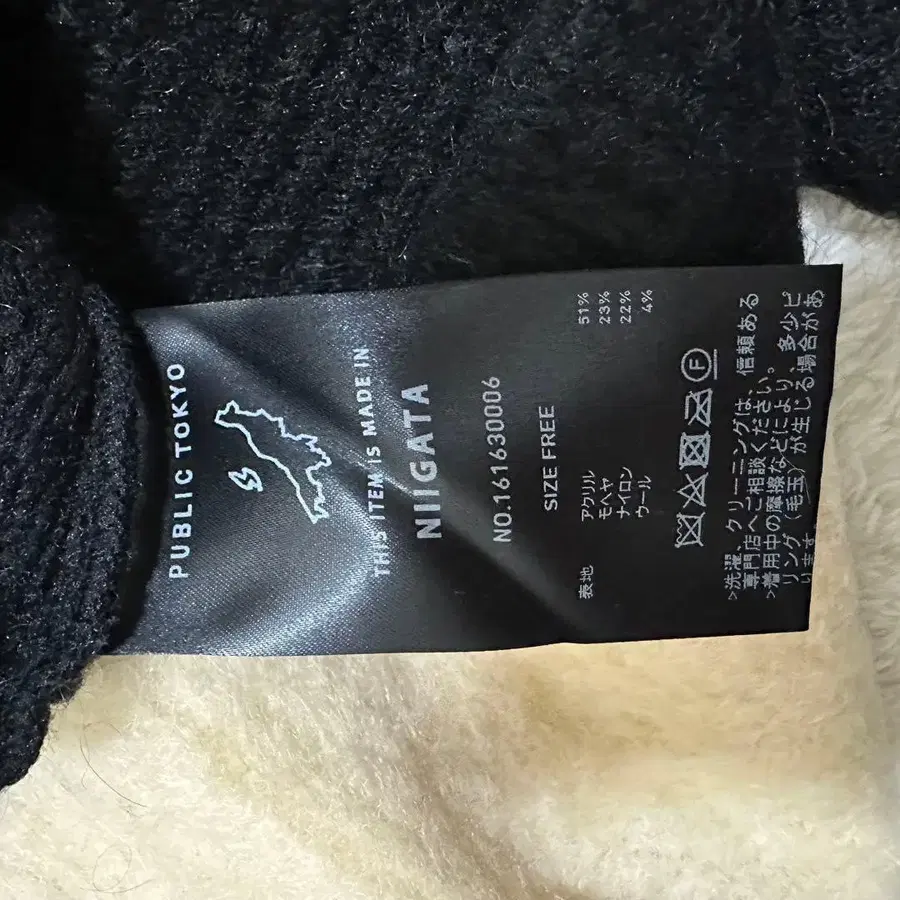 PUBLIC TOKYO
THIS ITEM IS MADE IN
NIIGATA
NO.1616630006
SIZE FREE
表地 アクリル 51%
モヘヤ 23%
ナイロン 22%
ウール 4%
F
>洗濯、クリーニングは、信頼ある
専門店へご相談ください。
>着用中の摩擦などにより、多少ピ
リング(毛玉)が生じる場合があ
ります。